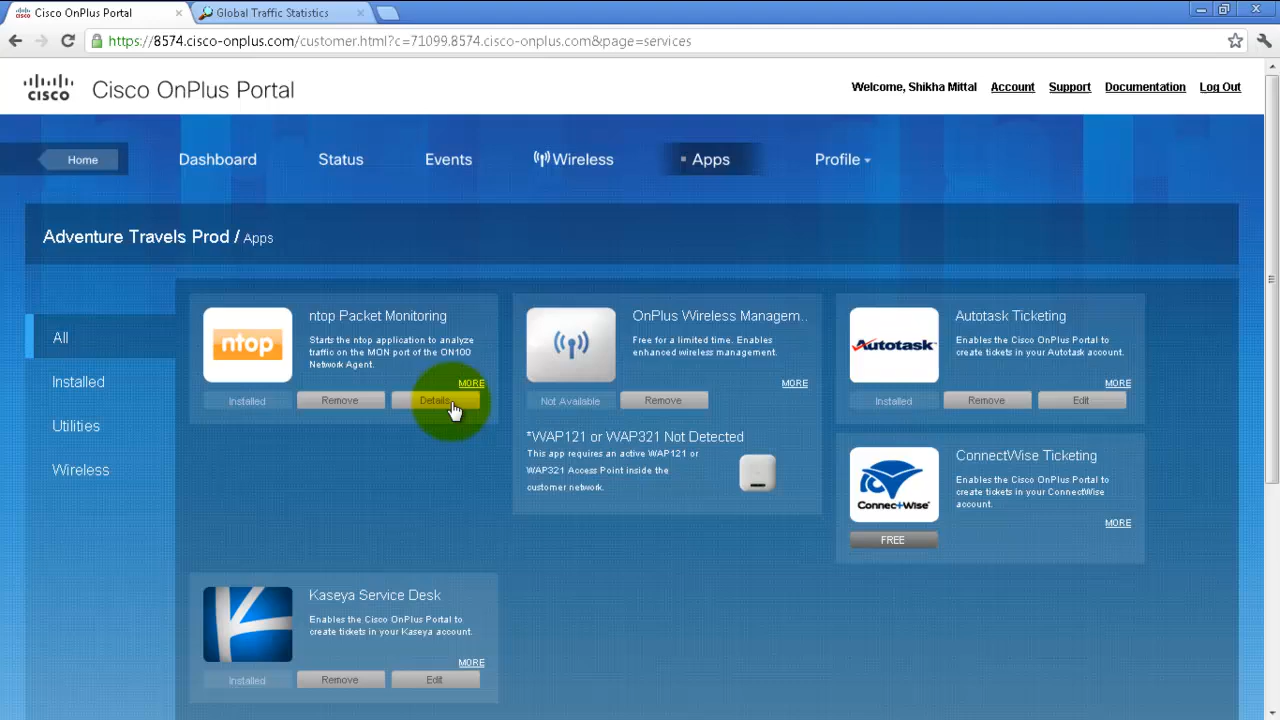 Cisco OnPlus Portal
Global Traffic Statistics
https://8574.cisco-onplus.com/customer.html?c=71099.8574.cisco-onplus.com&page=services
CISCO
Cisco OnPlus Portal
Welcome, Shikha Mittal
Account
Support
Documentation
Log Out
Home
Dashboard
Status
Events
Wireless
Apps
Profile
Adventure Travels Prod / Apps
All
Installed
Utilities
Wireless
ntop
ntop Packet Monitoring
Starts the ntop application to analyze
traffic on the MON port of the ON100
Network Agent.
MORE
Installed
Remove
Details
OnPlus Wireless Managem..
Free for a limited time. Enables
enhanced wireless management.
MORE
Not Available
Remove
*WAP121 or WAP321 Not Detected
This app requires an active WAP121 or
WAP321 Access Point inside the
customer network.
Autotask
Autotask Ticketing
Enables the Cisco OnPlus Portal to
create tickets in your Autotask account.
MORE
Installed
Remove
Edit
ConnectWise
ConnectWise Ticketing
Enables the Cisco OnPlus Portal to
create tickets in your ConnectWise
account.
MORE
FREE
Kaseya Service Desk
Enables the Cisco OnPlus Portal to
create tickets in your Kaseya account.
MORE
Installed
Remove
Edit